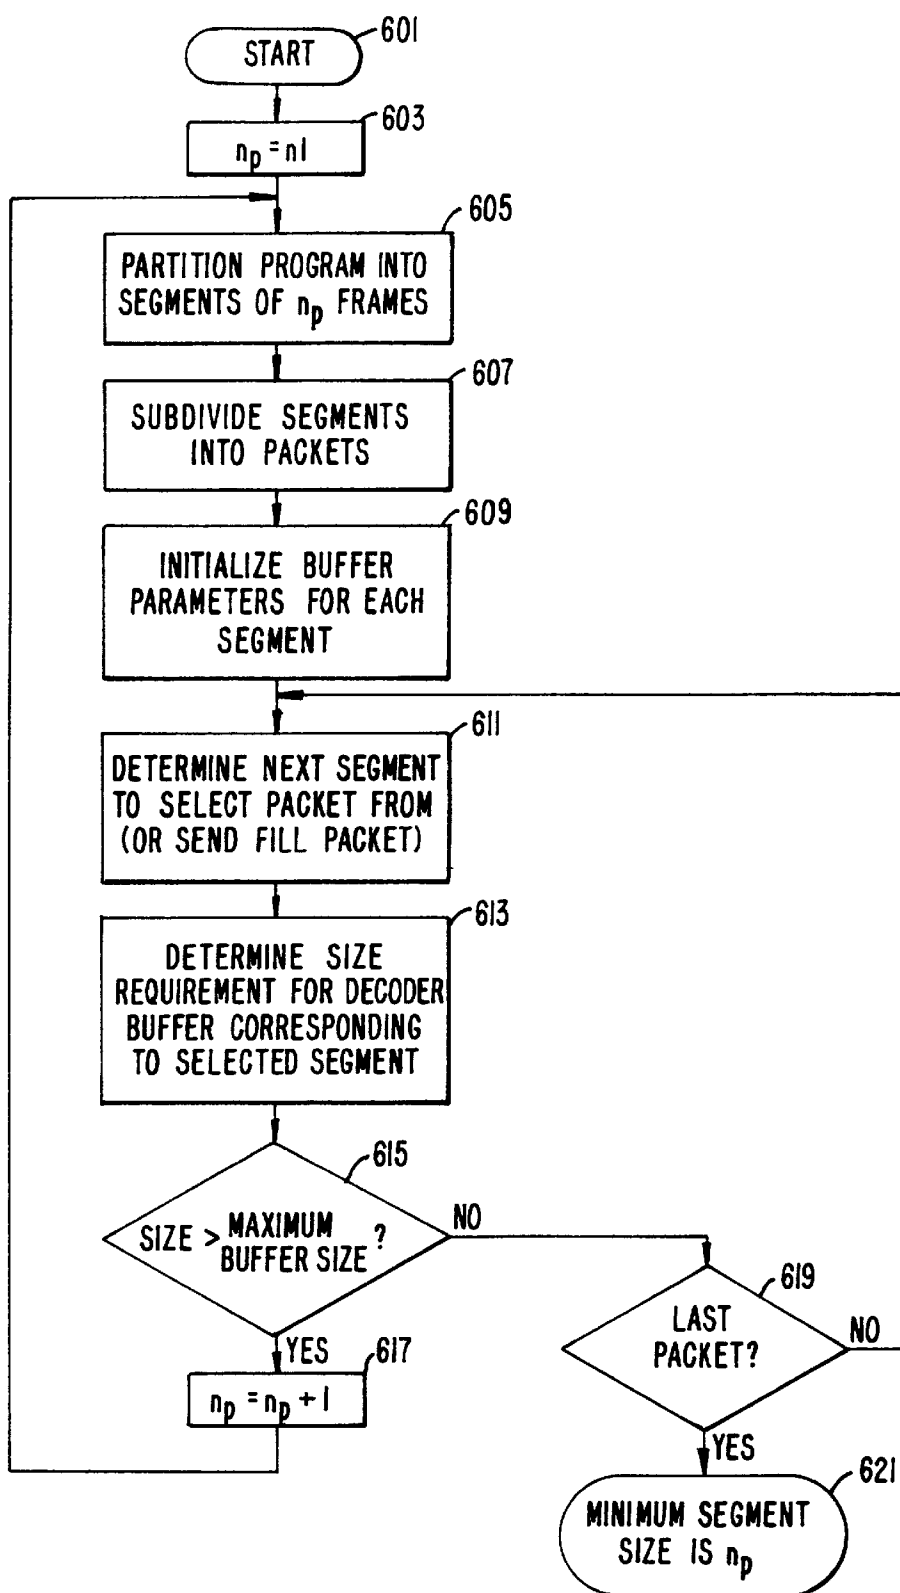 START
601
603
n_p = n1
605
PARTITION PROGRAM INTO
SEGMENTS OF n_p FRAMES
607
SUBDIVIDE SEGMENTS
INTO PACKETS
609
INITIALIZE BUFFER
PARAMETERS FOR EACH
SEGMENT
611
DETERMINE NEXT SEGMENT
TO SELECT PACKET FROM
(OR SEND FILL PACKET)
613
DETERMINE SIZE
REQUIREMENT FOR DECODER
BUFFER CORRESPONDING
TO SELECTED SEGMENT
615
SIZE > MAXIMUM
BUFFER SIZE ?
NO
YES
617
n_p = n_p + 1
619
LAST
PACKET?
NO
YES
621
MINIMUM SEGMENT
SIZE IS n_p